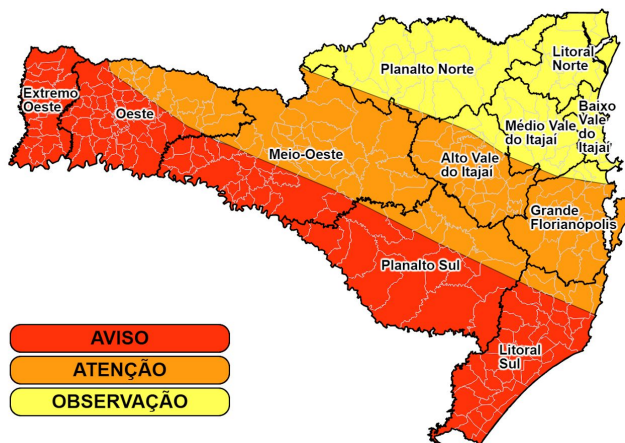 Planalto Norte
Litoral
Norte
Extremo
Oeste
Oeste
Médio Vale
do Itajaí
Baixo
Vale
do
Itajaí
Meio-Oeste
Alto Vale
do Itajaí
Grande
Florianópolis
Planalto Sul
Litoral
Sul
AVISO
ATENÇÃO
OBSERVAÇÃO